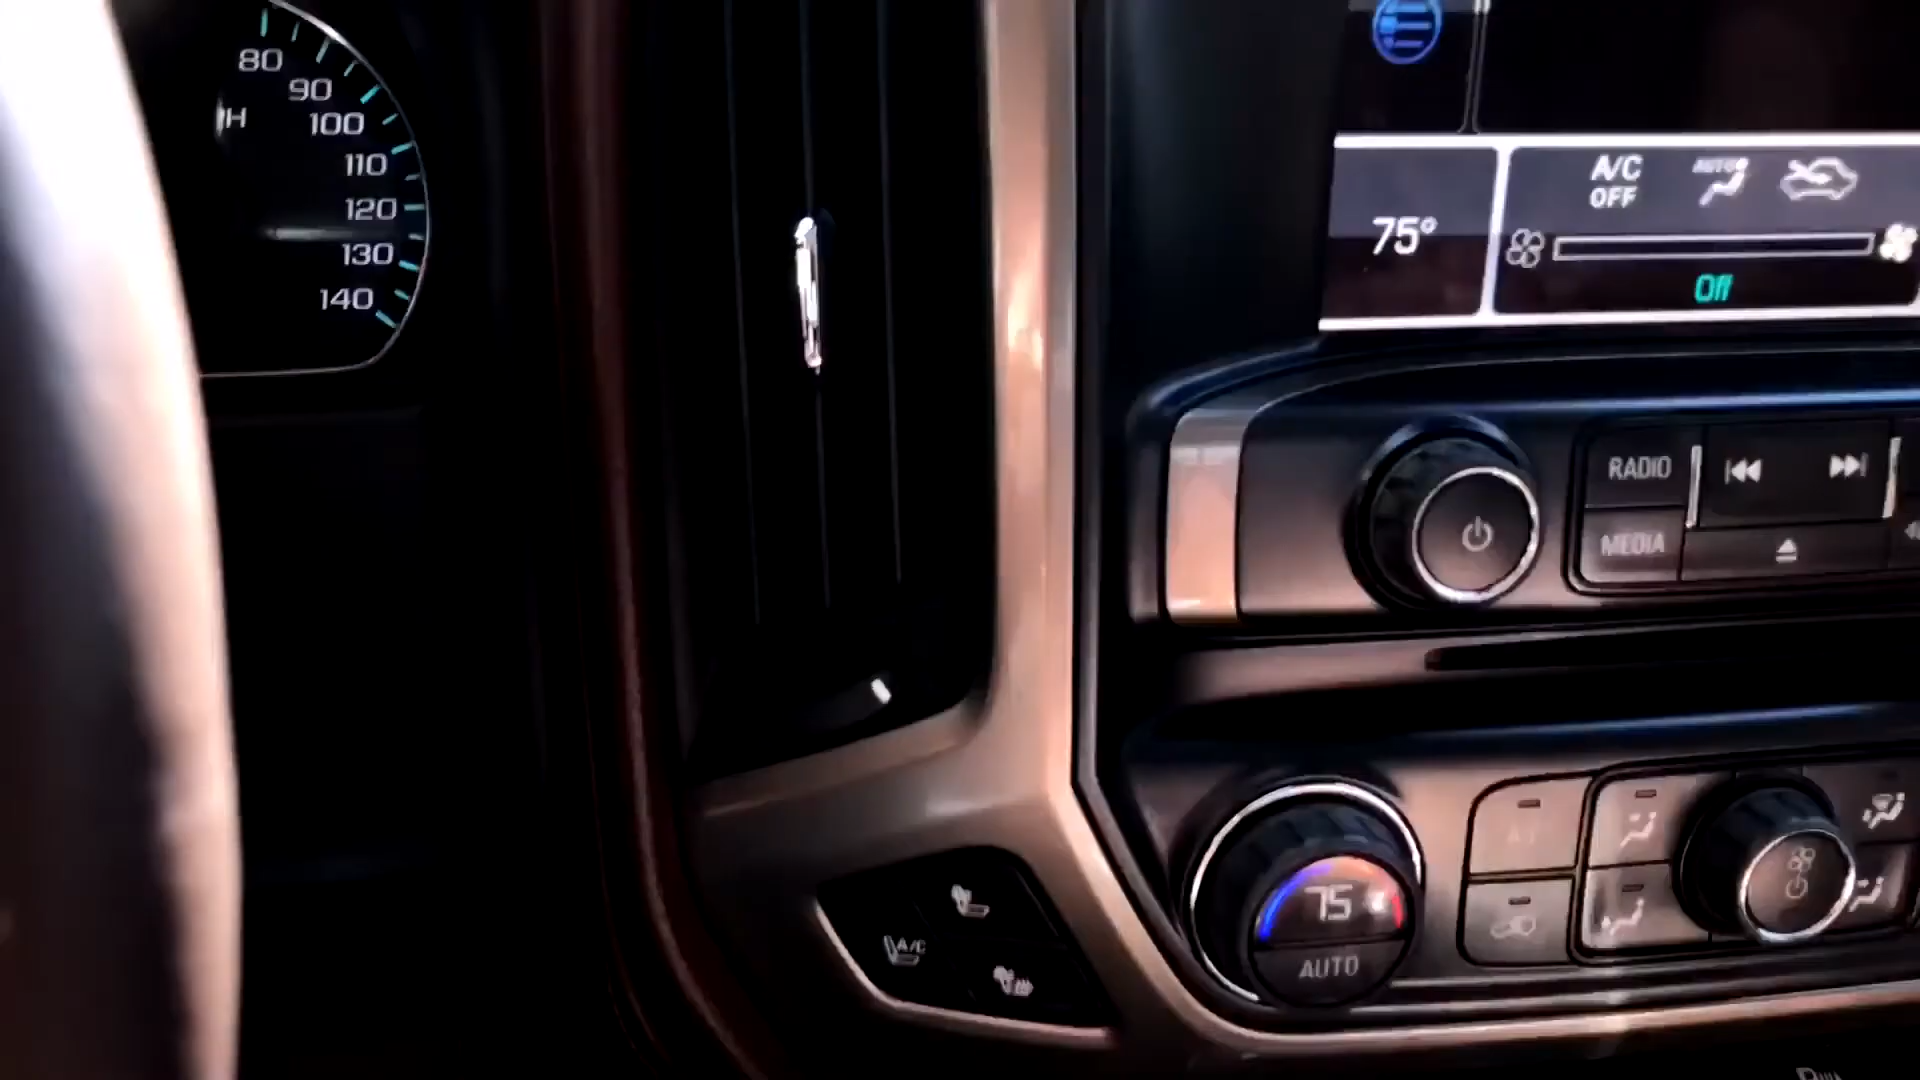 80
90
100
110
120
130
140
A/C
OFF
AUTO
75°
Off
RADIO
MEDIA
75
AUTO
A/C